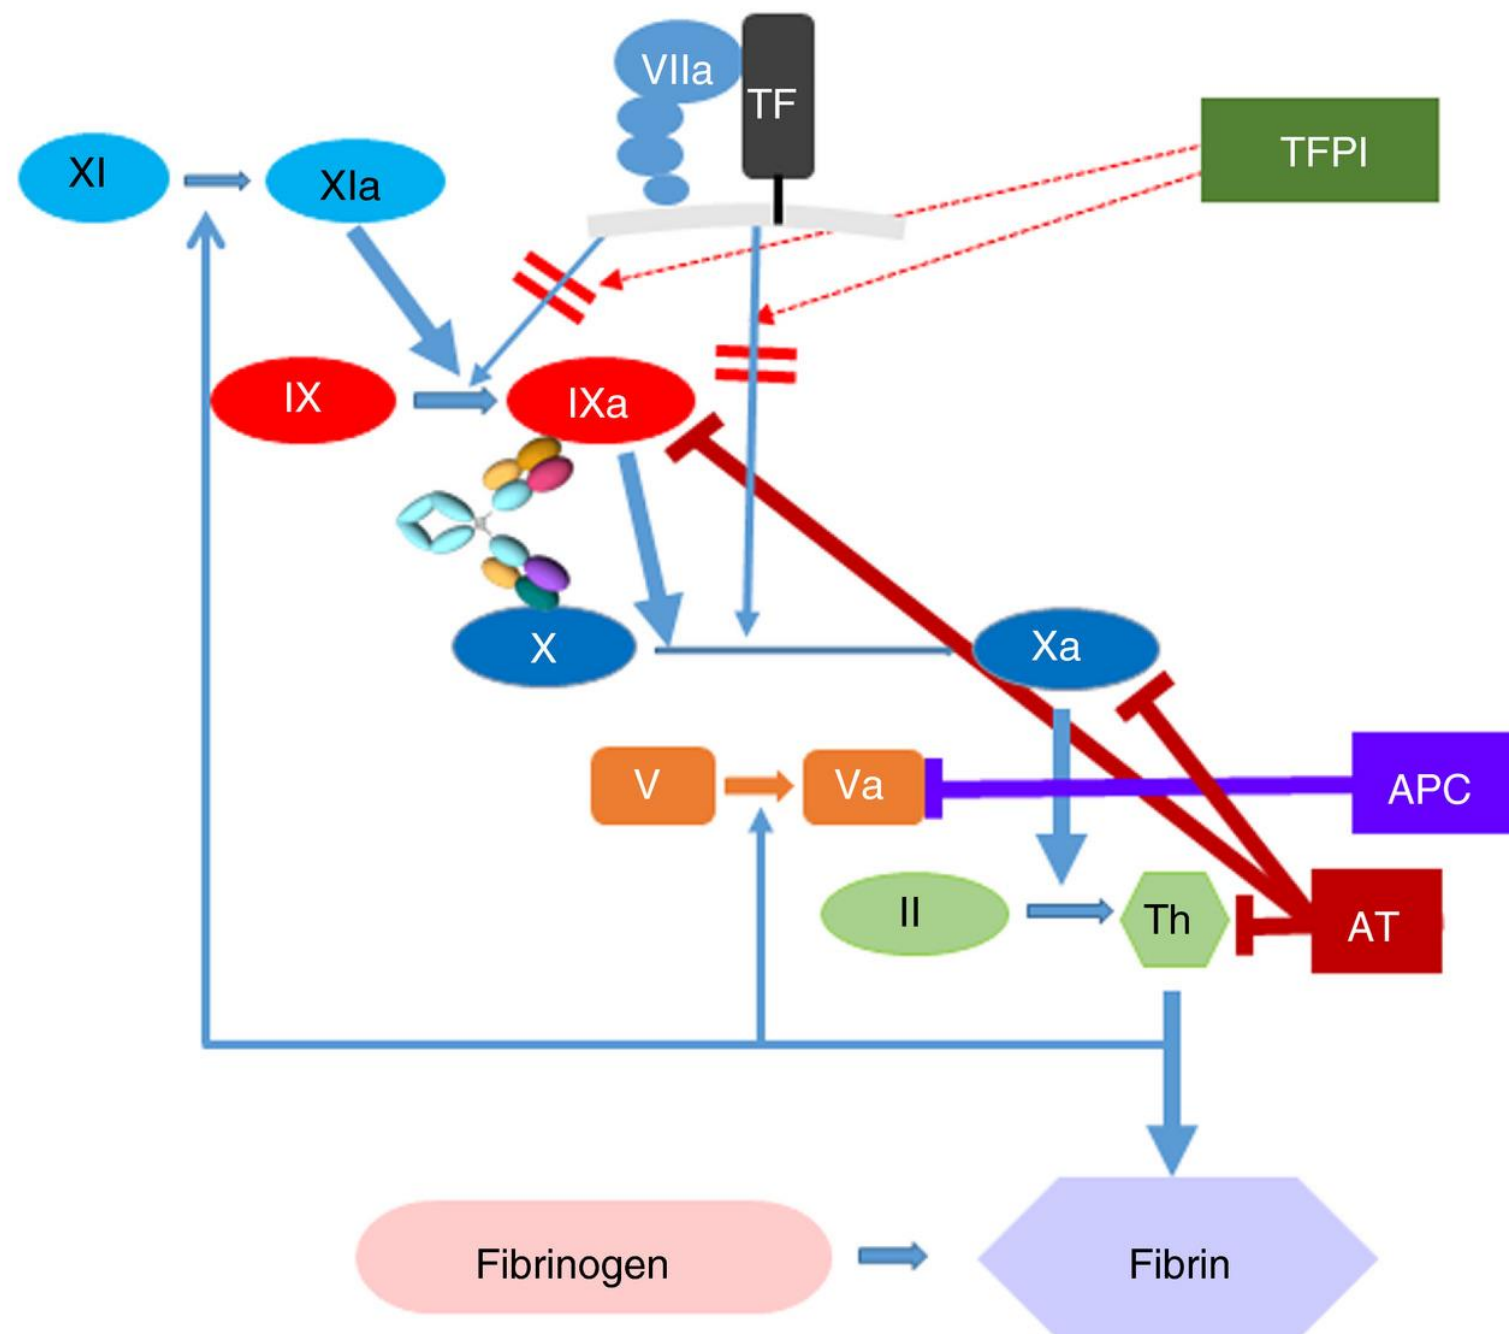 VIIa
TF
TFPI
XI
XIa
IX
IXa
X
Xa
V
Va
APC
II
Th
AT
Fibrinogen
Fibrin